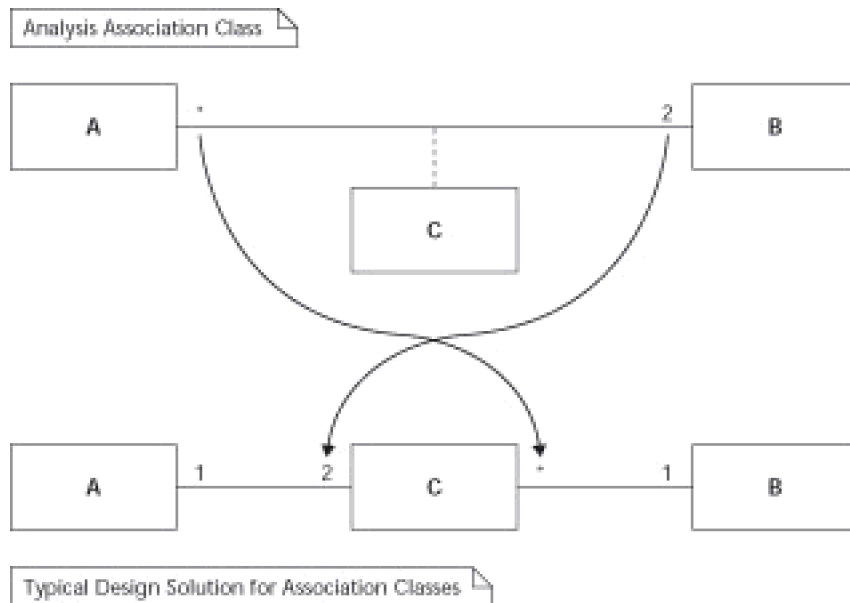 Analysis Association Class
A * 2 B
C
A 1 2 C * 1 B
Typical Design Solution for Association Classes